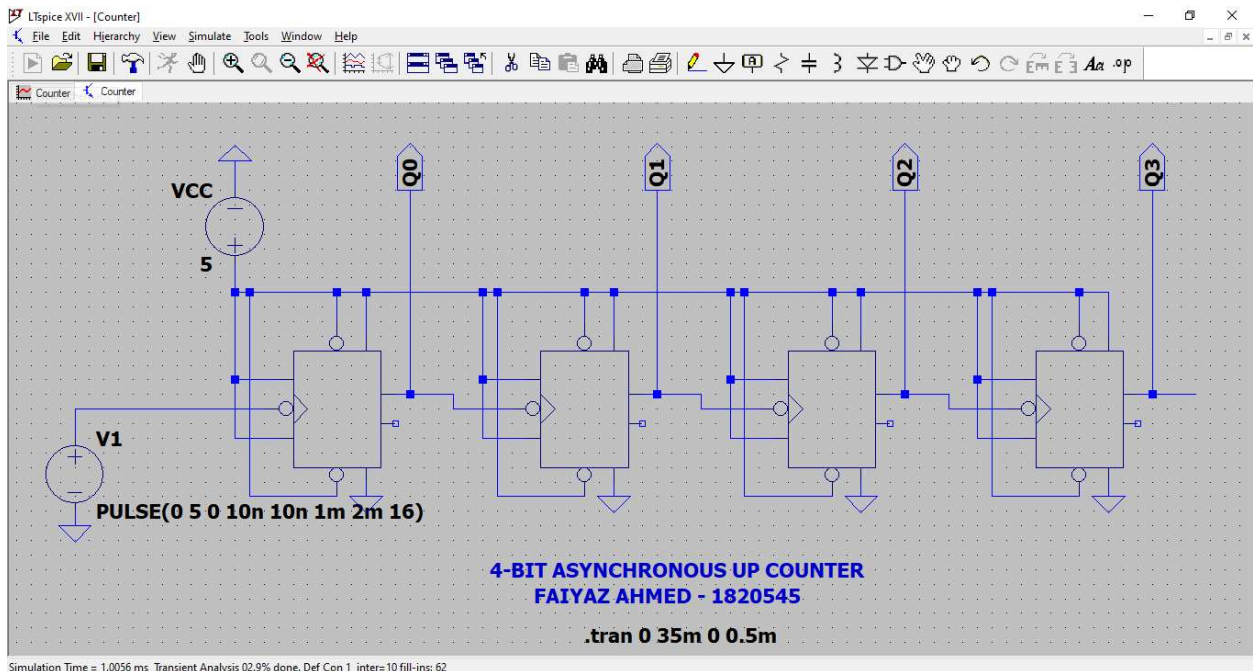 LTspice XVII - [Counter]
File Edit Hierarchy View Simulate Tools Window Help
Aa .op
Counter Counter
Q0 Q1 Q2 Q3
VCC
5
V1
PULSE(0 5 0 10n 10n 1m 2m 16)
4-BIT ASYNCHRONOUS UP COUNTER
FAIYAZ AHMED - 1820545
.tran 0 35m 0 0.5m
Simulation Time = 1.0056 ms Transient Analysis 02.9% done. Def Con 1 inter=10 fill-ins: 62